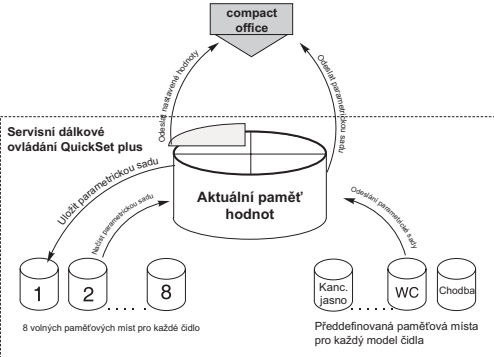 compact
office
Odeslat nastavené hodnoty
Odeslat parametrickou sadu
Servisní dálkové
ovládání QuickSet plus
Uložit parametrickou sadu
Načíst parametrickou sadu
Aktuální paměť
hodnot
Odeslání parametrické sady
1
2
8
Kanc.
jasno
WC
Chodba
8 volných paměťových míst pro každé čidlo
Předdefinovaná paměťová místa
pro každý model čidla